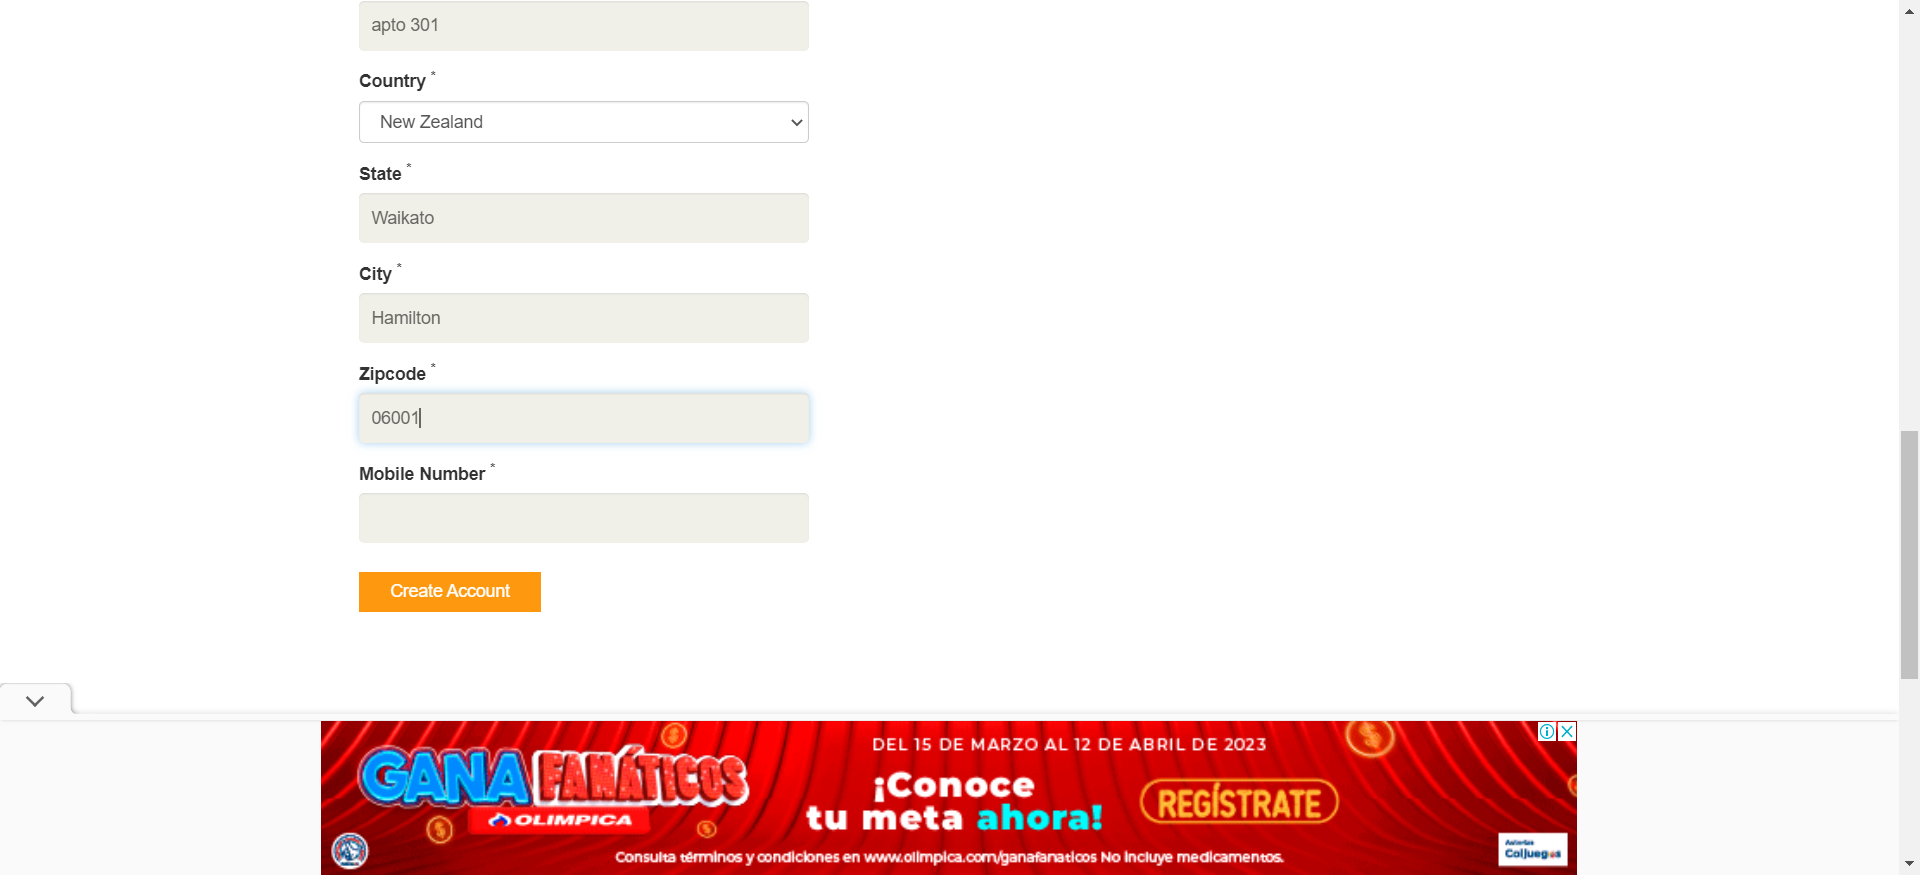 apto 301
Country *
New Zealand
State *
Waikato
City *
Hamilton
Zipcode *
06001
Mobile Number *
Create Account
GANA FANÁTICOS
OLIMPICA
DEL 15 DE MARZO AL 12 DE ABRIL DE 2023
¡Conoce
tu meta ahora!
REGÍSTRATE
Consulta términos y condiciones en www.olimpica.com/ganafanaticos No incluye medicamentos.
Autoriza
Coljuegos